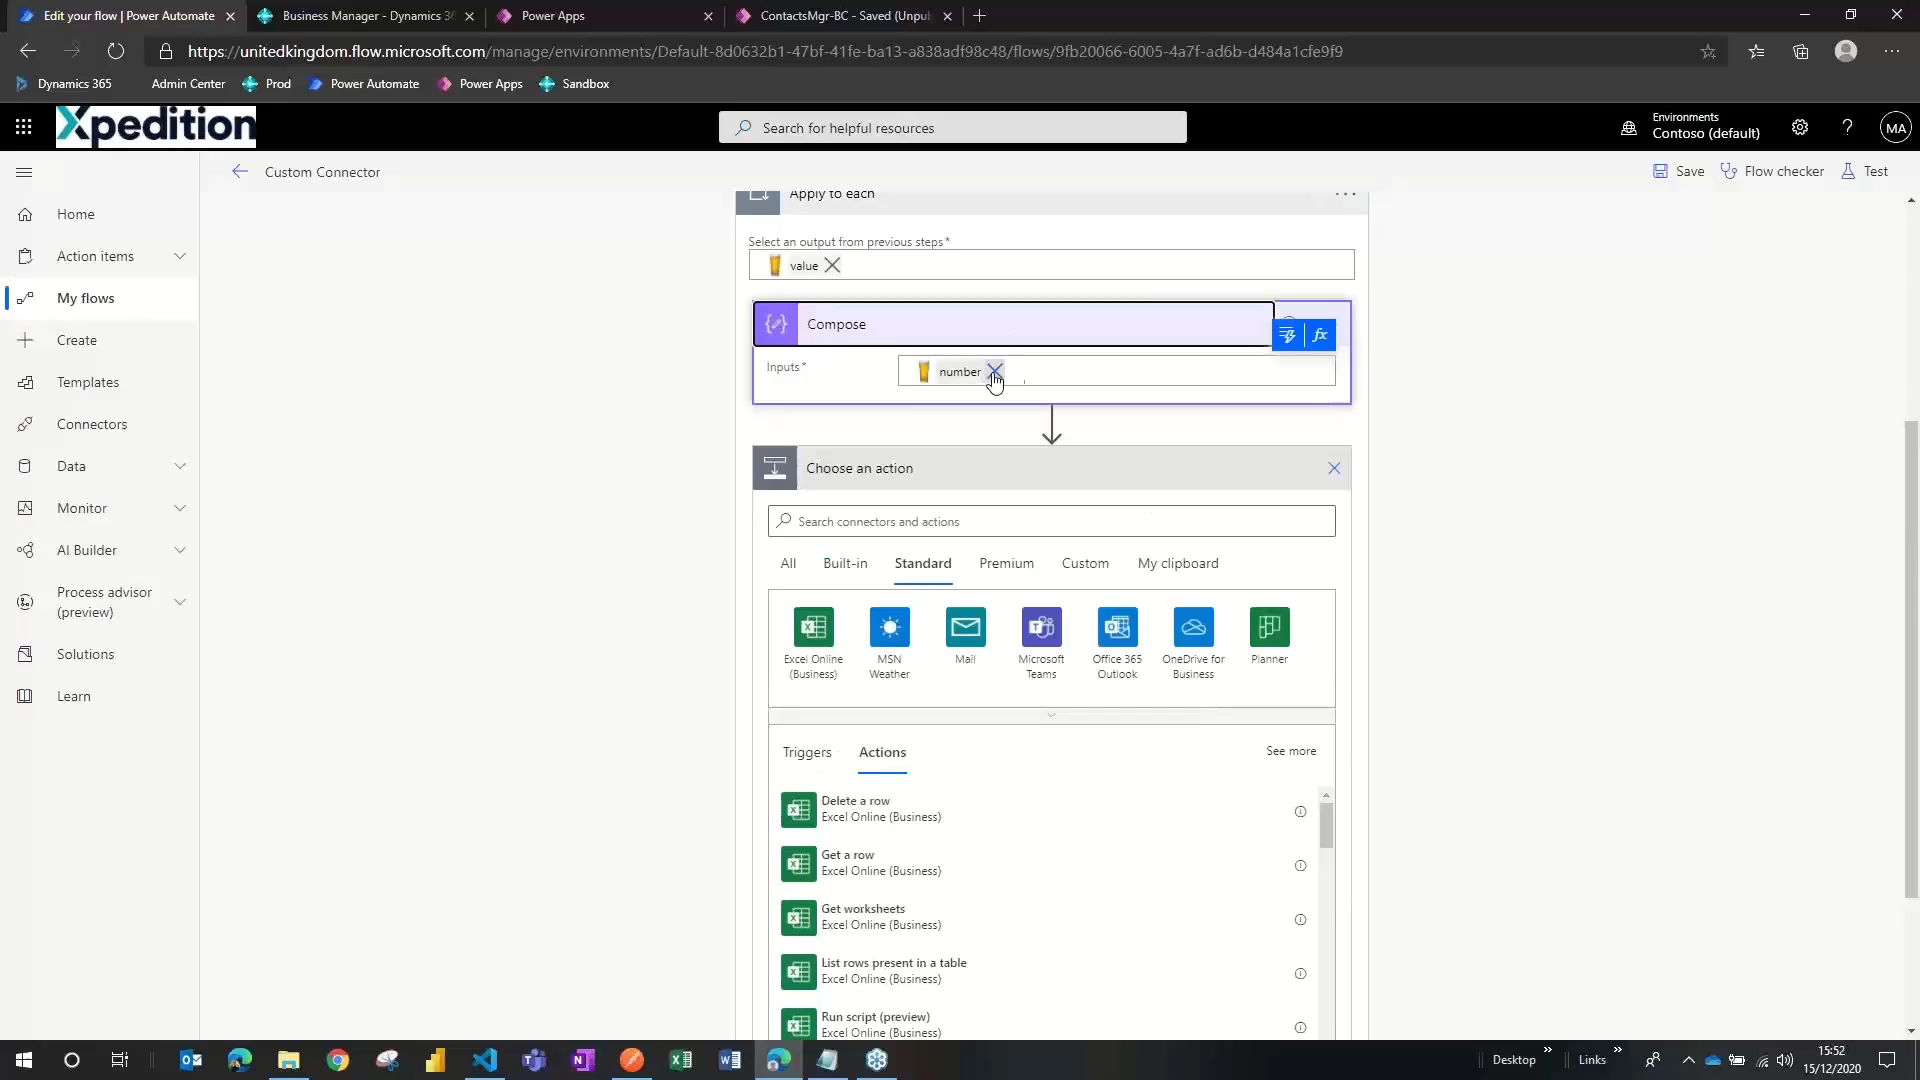 Edit your flow | Power Automate
Business Manager - Dynamics 36
Power Apps
ContactsMgr-BC - Saved (Unpub
https://unitedkingdom.flow.microsoft.com/manage/environments/Default-8d0632b1-47bf-41fe-ba13-a838adf98c48/flows/9fb20066-6005-4a7f-ad6b-d484a1cfe9f9
Dynamics 365
Admin Center
Prod
Power Automate
Power Apps
Sandbox
Xpedition
Search for helpful resources
Environments
Contoso (default)
?
MA
Custom Connector
Save
Flow checker
Test
Home
Action items
My flows
Create
Templates
Connectors
Data
Monitor
AI Builder
Process advisor
(preview)
Solutions
Learn
Apply to each
Select an output from previous steps*
value
Compose
fx
Inputs*
number
Choose an action
Search connectors and actions
All
Built-in
Standard
Premium
Custom
My clipboard
Excel Online
(Business)
MSN
Weather
Mail
Microsoft
Teams
Office 365
Outlook
OneDrive for
Business
Planner
Triggers
Actions
See more
Delete a row
Excel Online (Business)
Get a row
Excel Online (Business)
Get worksheets
Excel Online (Business)
List rows present in a table
Excel Online (Business)
Run script (preview)
Excel Online (Business)
Desktop
Links
15:52
15/12/2020